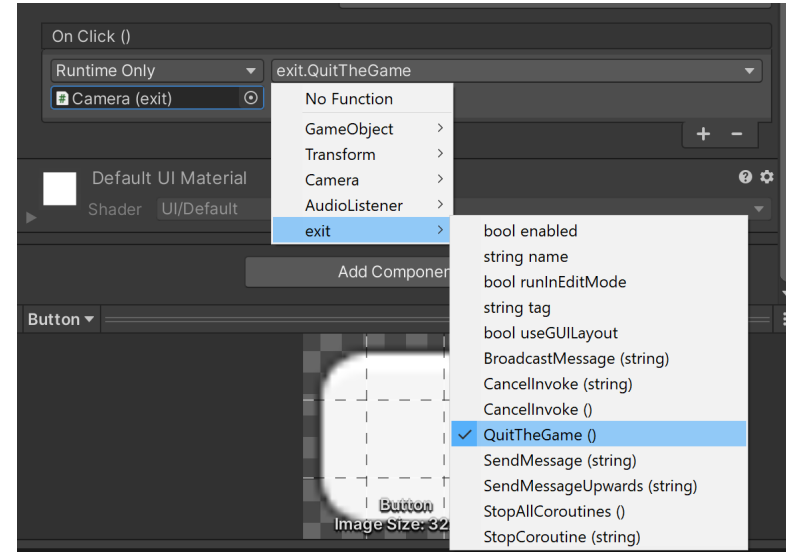 On Click ()
Runtime Only
exit.QuitTheGame
Camera (exit)
No Function
GameObject
Transform
Camera
AudioListener
exit
+ -
Default UI Material
Shader UI/Default
bool enabled
string name
bool runInEditMode
string tag
bool useGUILayout
BroadcastMessage (string)
CancelInvoke (string)
CancelInvoke ()
QuitTheGame ()
SendMessage (string)
SendMessageUpwards (string)
StopAllCoroutines ()
StopCoroutine (string)
Add Componen
Button
Button
Image Size: 32